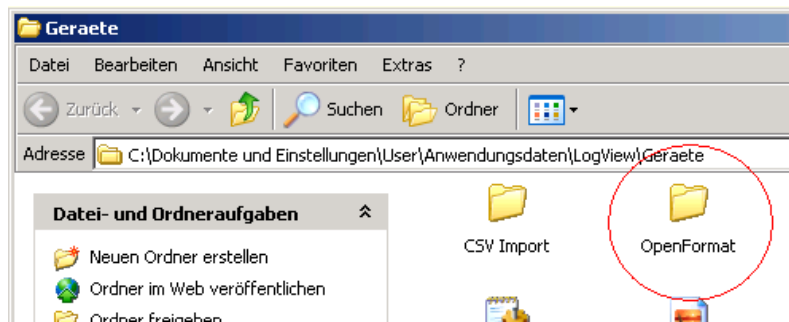 Geraete
Datei Bearbeiten Ansicht Favoriten Extras ?
Zurück Suchen Ordner
Adresse C:\Dokumente und Einstellungen\User\Anwendungsdaten\LogView\Geraete
Datei- und Ordneraufgaben
Neuen Ordner erstellen
Ordner im Web veröffentlichen
Ordner freigeben
CSV Import OpenFormat